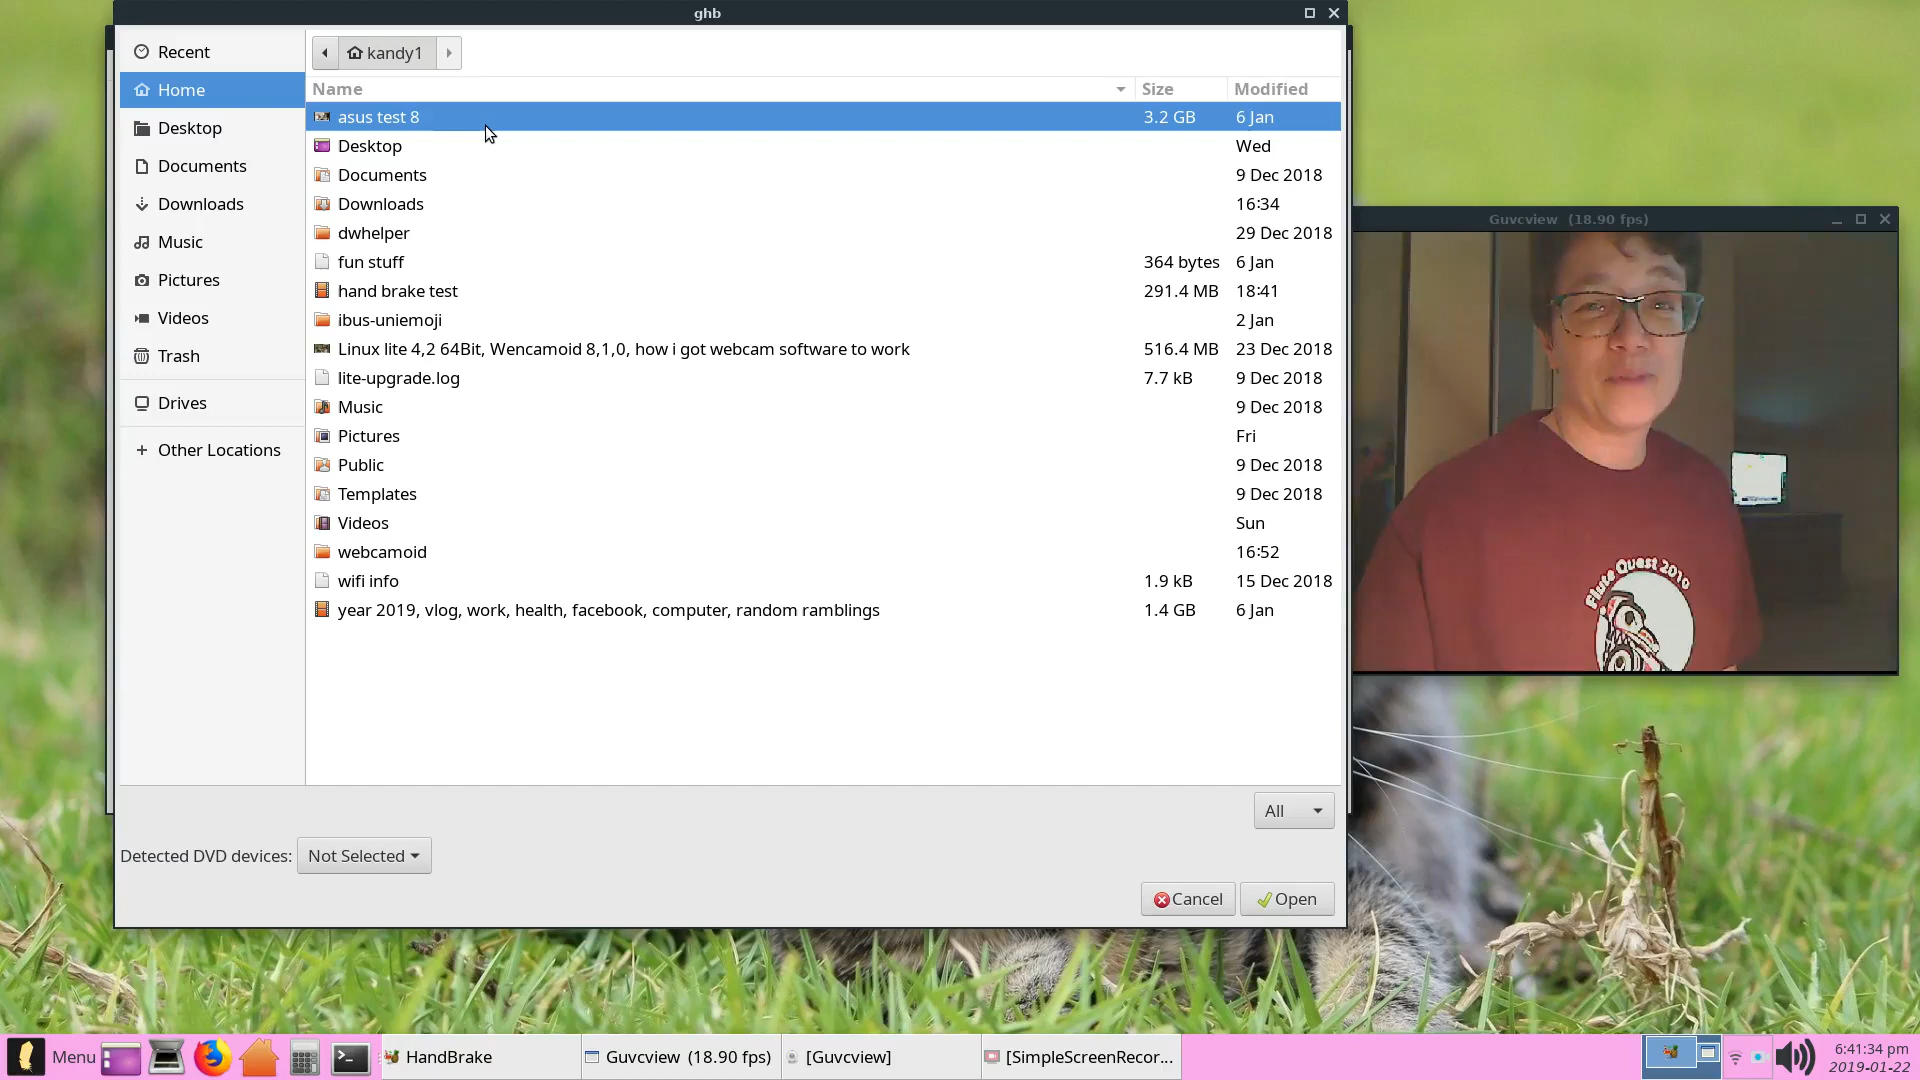 ghb
Recent
Home
Desktop
Documents
Downloads
Music
Pictures
Videos
Trash
Drives
Other Locations
kandy1
Name Size Modified
asus test 8 3.2 GB 6 Jan
Desktop Wed
Documents 9 Dec 2018
Downloads 16:34
dwhelper 29 Dec 2018
fun stuff 364 bytes 6 Jan
hand brake test 291.4 MB 18:41
ibus-uniemoji 2 Jan
Linux lite 4,2 64Bit, Wencamoid 8,1,0, how i got webcam software to work 516.4 MB 23 Dec 2018
lite-upgrade.log 7.7 kB 9 Dec 2018
Music 9 Dec 2018
Pictures Fri
Public 9 Dec 2018
Templates 9 Dec 2018
Videos Sun
webcamoid 16:52
wifi info 1.9 kB 15 Dec 2018
year 2019, vlog, work, health, facebook, computer, random ramblings 1.4 GB 6 Jan
All
Detected DVD devices: Not Selected
Cancel Open
Guvcview (18.90 fps)
Flute Quest 2010
Menu HandBrake Guvcview (18.90 fps) [Guvcview] [SimpleScreenRecor...
6:41:34 pm
2019-01-22